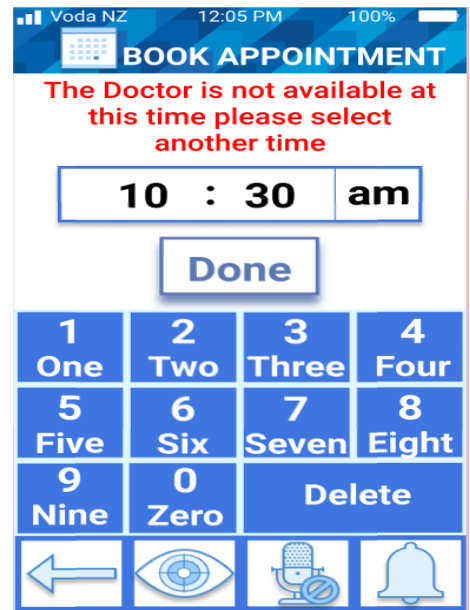 Voda NZ 12:05 PM 100%
BOOK APPOINTMENT
The Doctor is not available at
this time please select
another time
10 : 30 am
Done
1 2 3 4
One Two Three Four
5 6 7 8
Five Six Seven Eight
9 0 Delete
Nine Zero